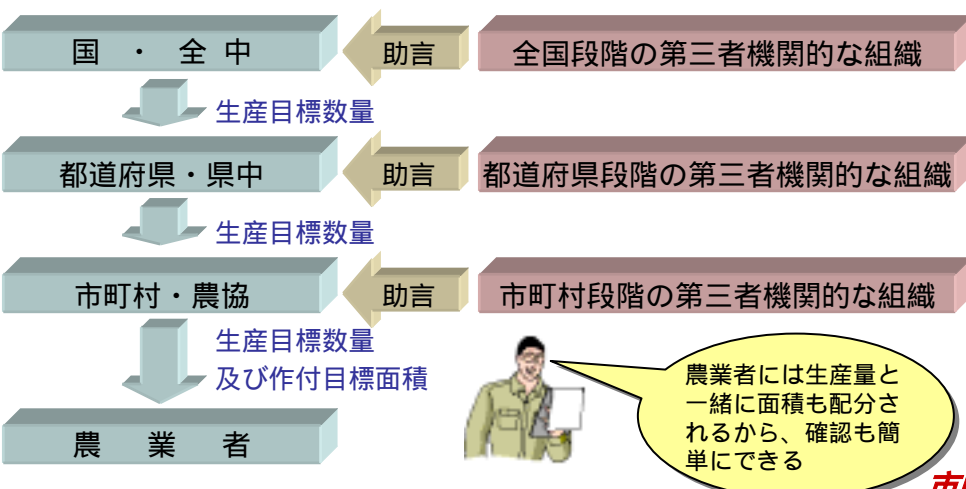 国 ・ 全 中
助言
全国段階の第三者機関的な組織
生産目標数量
都道府県・県中
助言
都道府県段階の第三者機関的な組織
生産目標数量
市町村・農協
助言
市町村段階の第三者機関的な組織
生産目標数量
及び作付目標面積
農 業 者
農業者には生産量と
一緒に面積も配分さ
れるから、確認も簡
単にできる